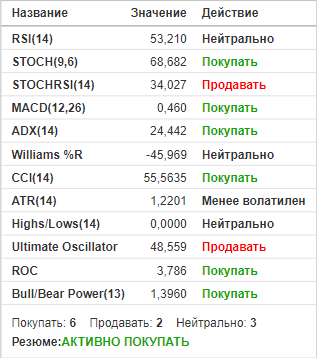 Название Значение Действие
RSI(14) 53,210 Нейтрально
STOCH(9,6) 68,682 Покупать
STOCHRSI(14) 34,027 Продавать
MACD(12,26) 0,460 Покупать
ADX(14) 24,442 Покупать
Williams %R -45,969 Нейтрально
CCI(14) 55,5635 Покупать
ATR(14) 1,2201 Менее волатилен
Highs/Lows(14) 0,0000 Нейтрально
Ultimate Oscillator 48,559 Продавать
ROC 3,786 Покупать
Bull/Bear Power(13) 1,3960 Покупать
Покупать: 6 Продавать: 2 Нейтрально: 3
Резюме:АКТИВНО ПОКУПАТЬ